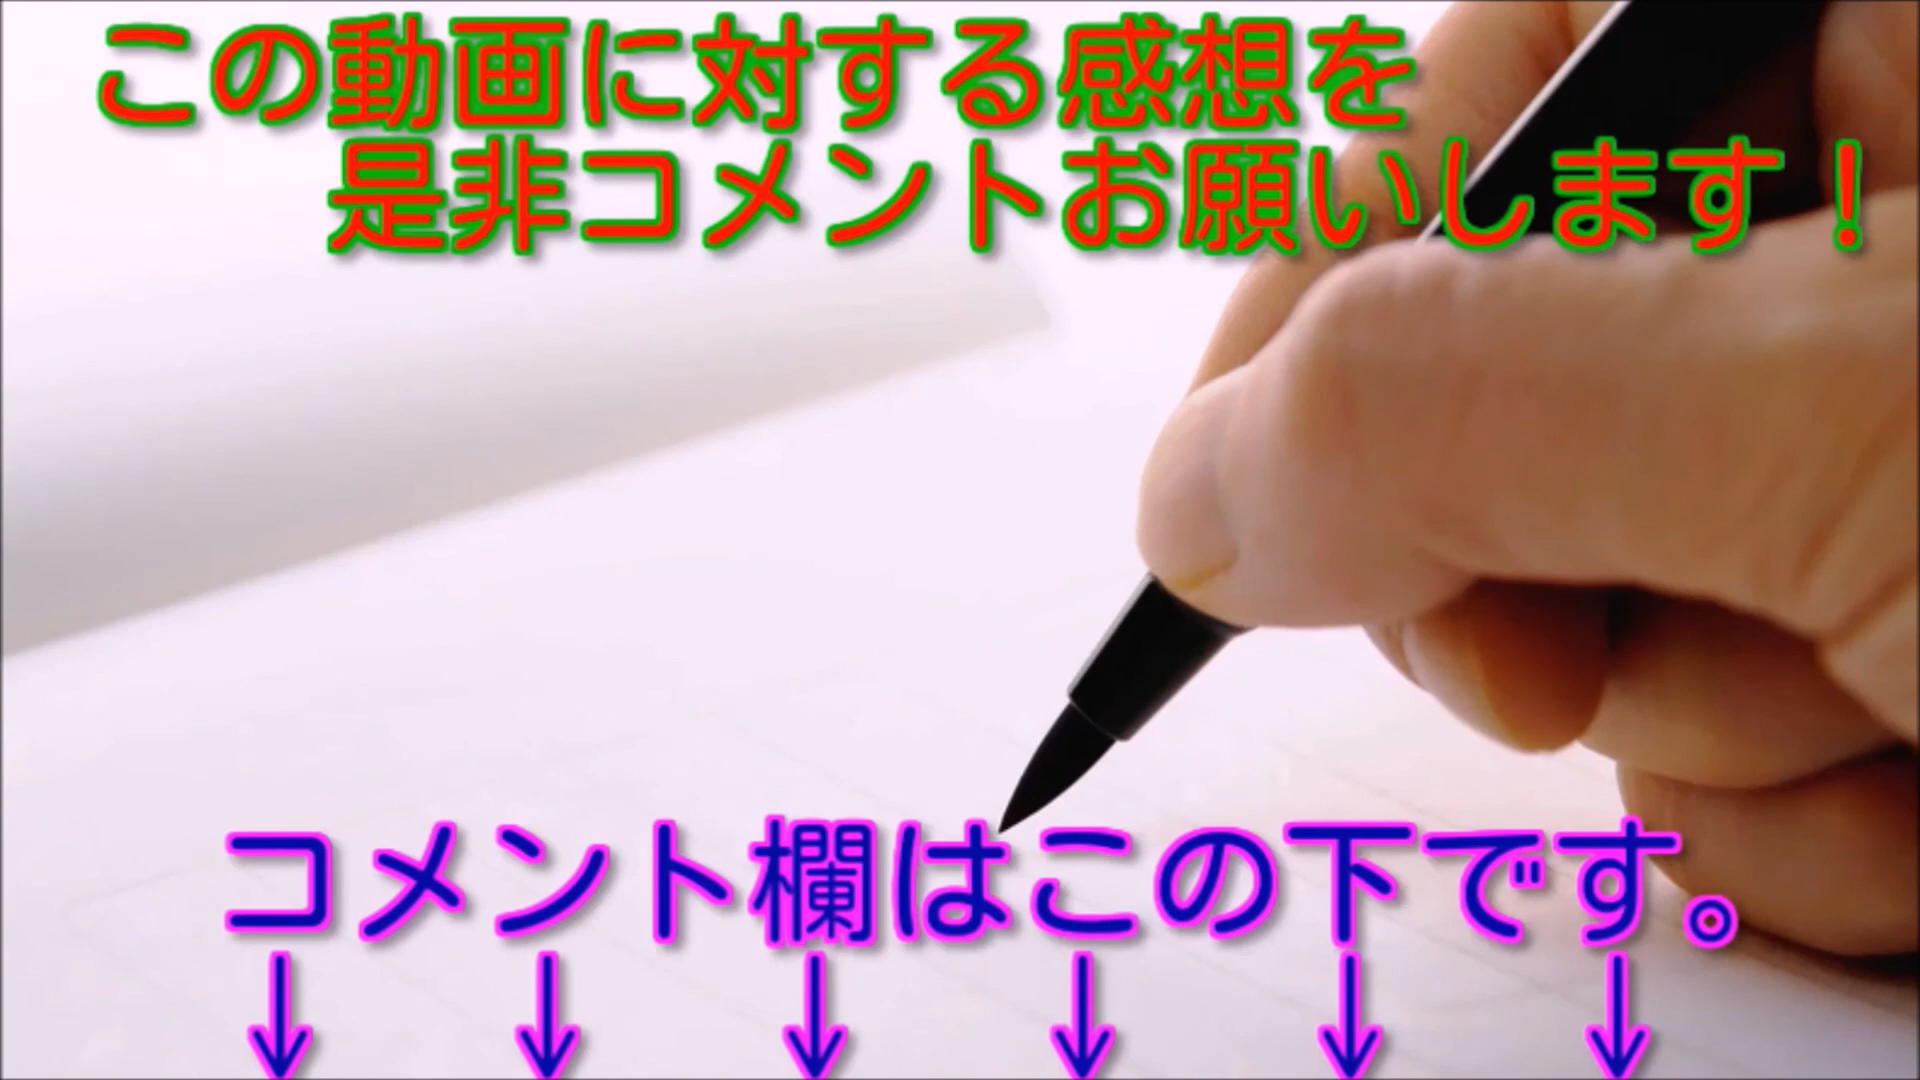 この動画に対する感想を
是非コメントお願いします！
コメント欄はこの下です。
↓ ↓ ↓ ↓ ↓ ↓